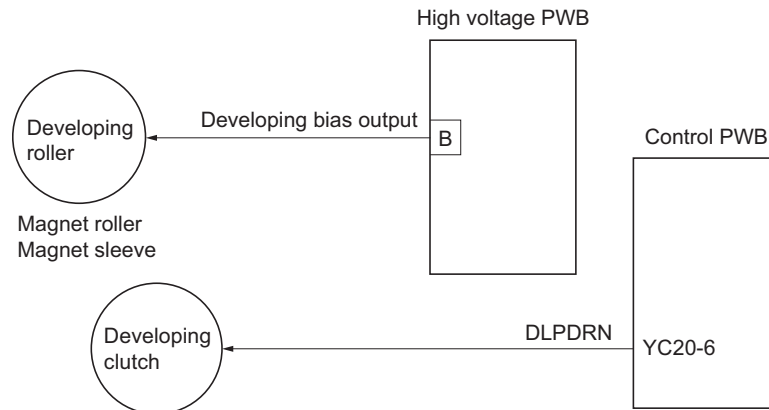 High voltage PWB
Developing bias output
B
Developing
roller
Control PWB
Magnet roller
Magnet sleeve
DLPDRN
YC20-6
Developing
clutch